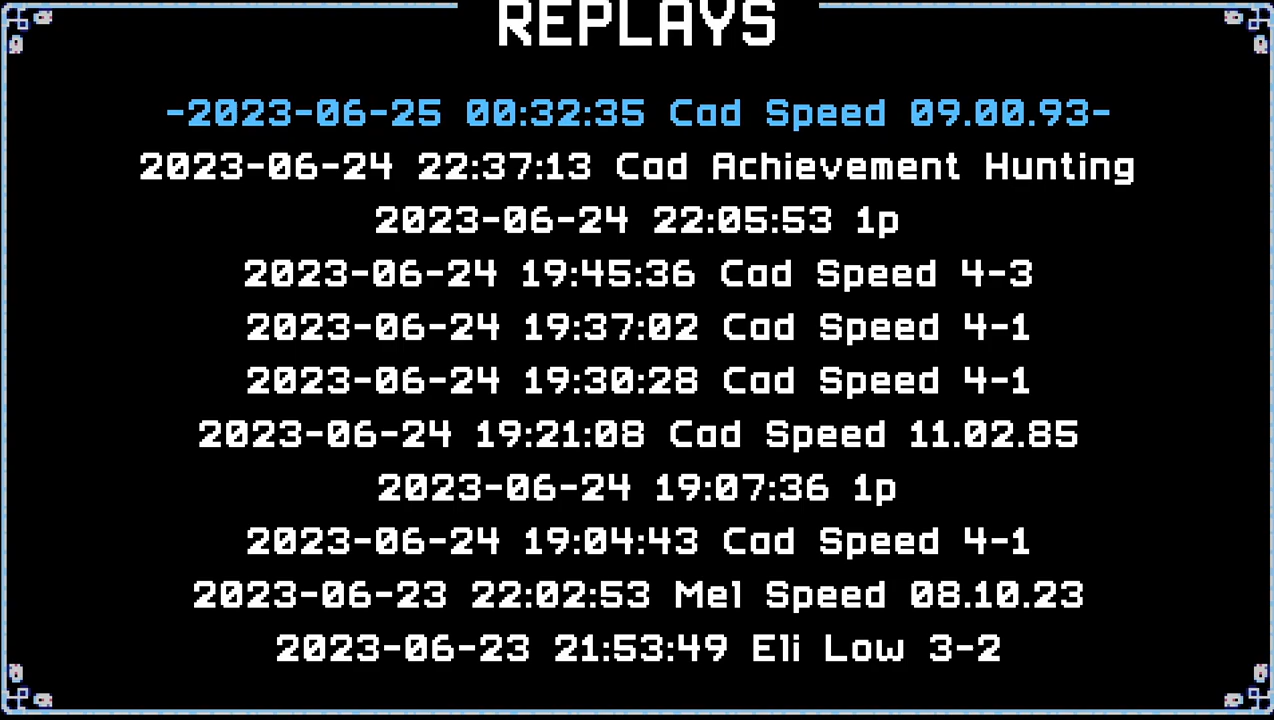 REPLAYS
-2023-06-25 00:32:35 Cad Speed 09.00.93-
2023-06-24 22:37:13 Cad Achievement Hunting
2023-06-24 22:05:53 1p
2023-06-24 19:45:36 Cad Speed 4-3
2023-06-24 19:37:02 Cad Speed 4-1
2023-06-24 19:30:28 Cad Speed 4-1
2023-06-24 19:21:08 Cad Speed 11.02.85
2023-06-24 19:07:36 1p
2023-06-24 19:04:43 Cad Speed 4-1
2023-06-23 22:02:53 Mel Speed 08.10.23
2023-06-23 21:53:49 Eli Low 3-2